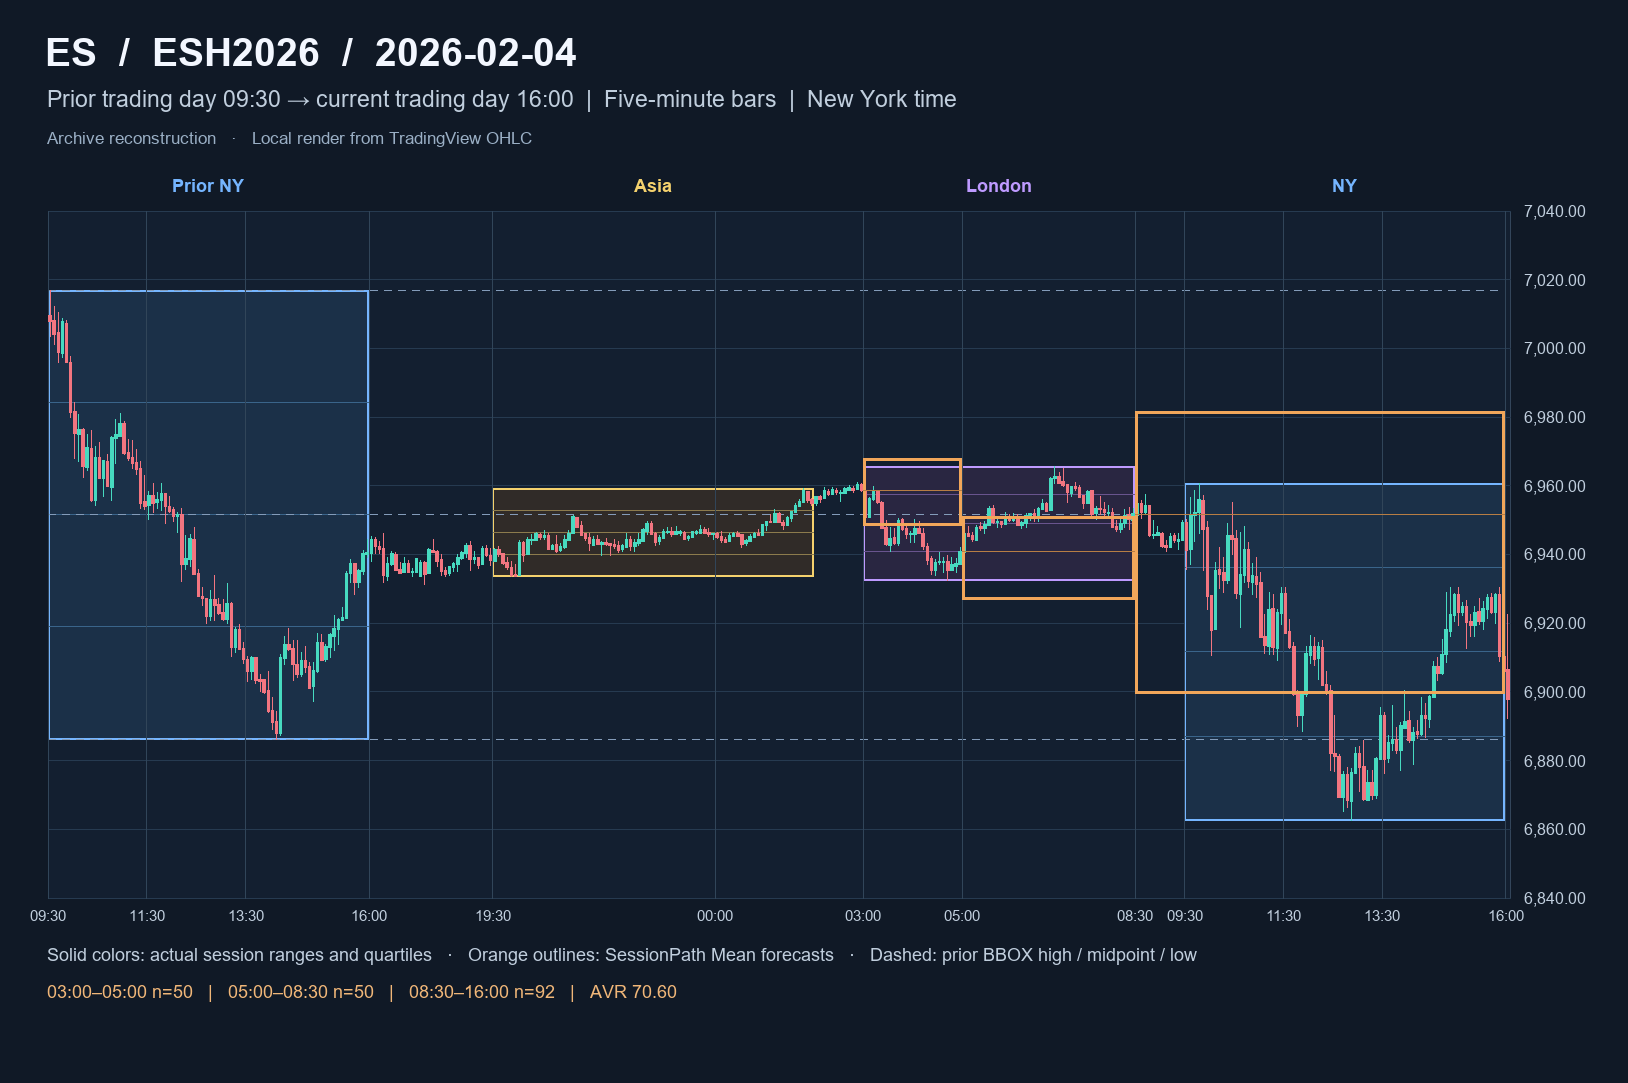 ES / ESH2026 / 2026-02-04
Prior trading day 09:30 → current trading day 16:00 | Five-minute bars | New York time
Archive reconstruction · Local render from TradingView OHLC
Prior NY
Asia
London
NY
7,040.00
7,020.00
7,000.00
6,980.00
6,960.00
6,940.00
6,920.00
6,900.00
6,880.00
6,860.00
6,840.00
09:30 11:30 13:30 16:00 19:30 00:00 03:00 05:00 08:30 09:30 11:30 13:30 16:00
Solid colors: actual session ranges and quartiles · Orange outlines: SessionPath Mean forecasts · Dashed: prior BBOX high / midpoint / low
03:00–05:00 n=50 | 05:00–08:30 n=50 | 08:30–16:00 n=92 | AVR 70.60